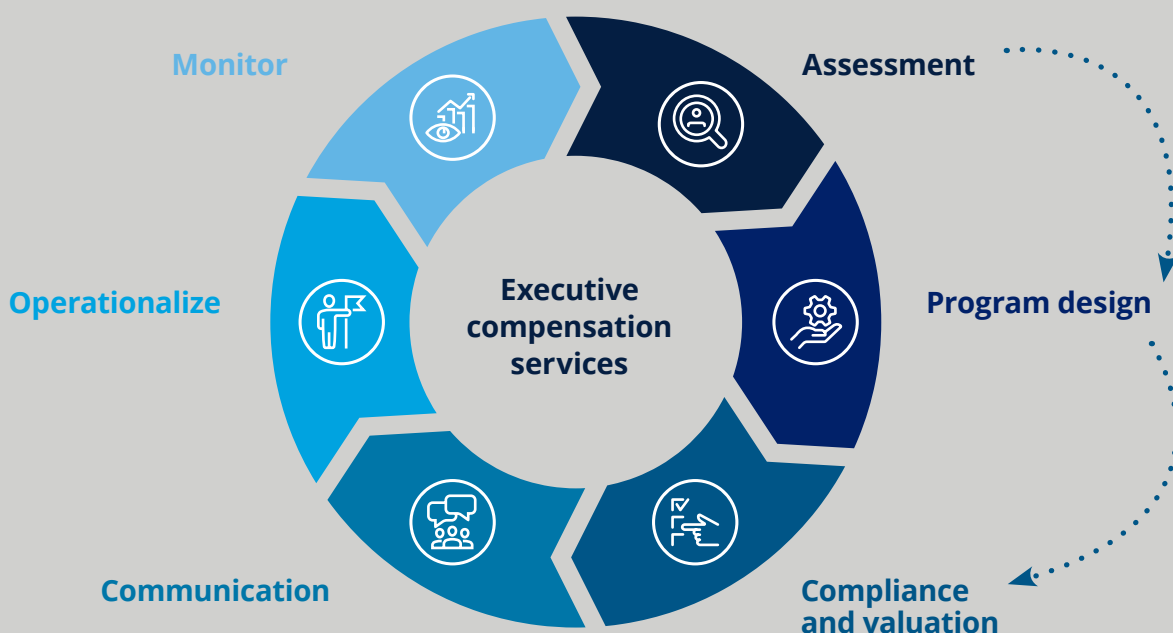 Monitor
Assessment
Operationalize
Executive
compensation
services
Program design
Communication
Compliance
and valuation